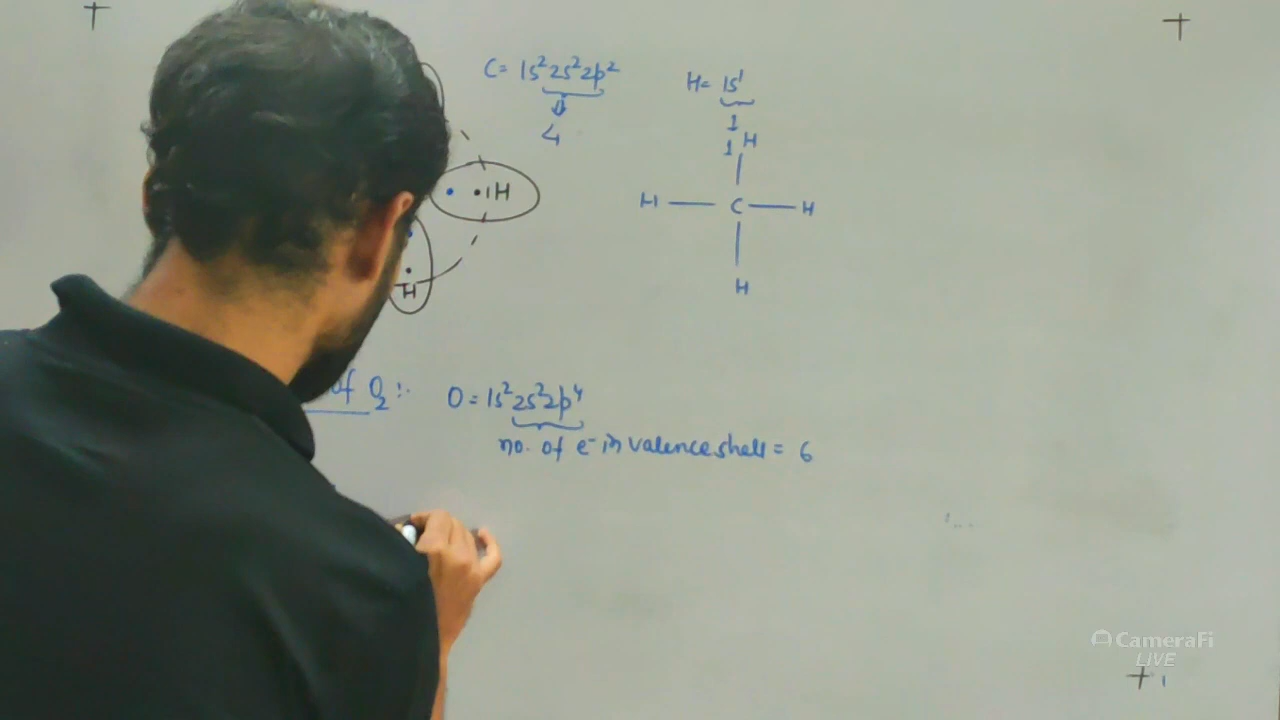 C= 1s²2s²2p²
4
H= 1s¹
1
1 H
H C H
H
H
H
of O₂ :-
O = 1s²2s²2p⁴
no. of e⁻ in valence shell = 6
CameraFi
LIVE